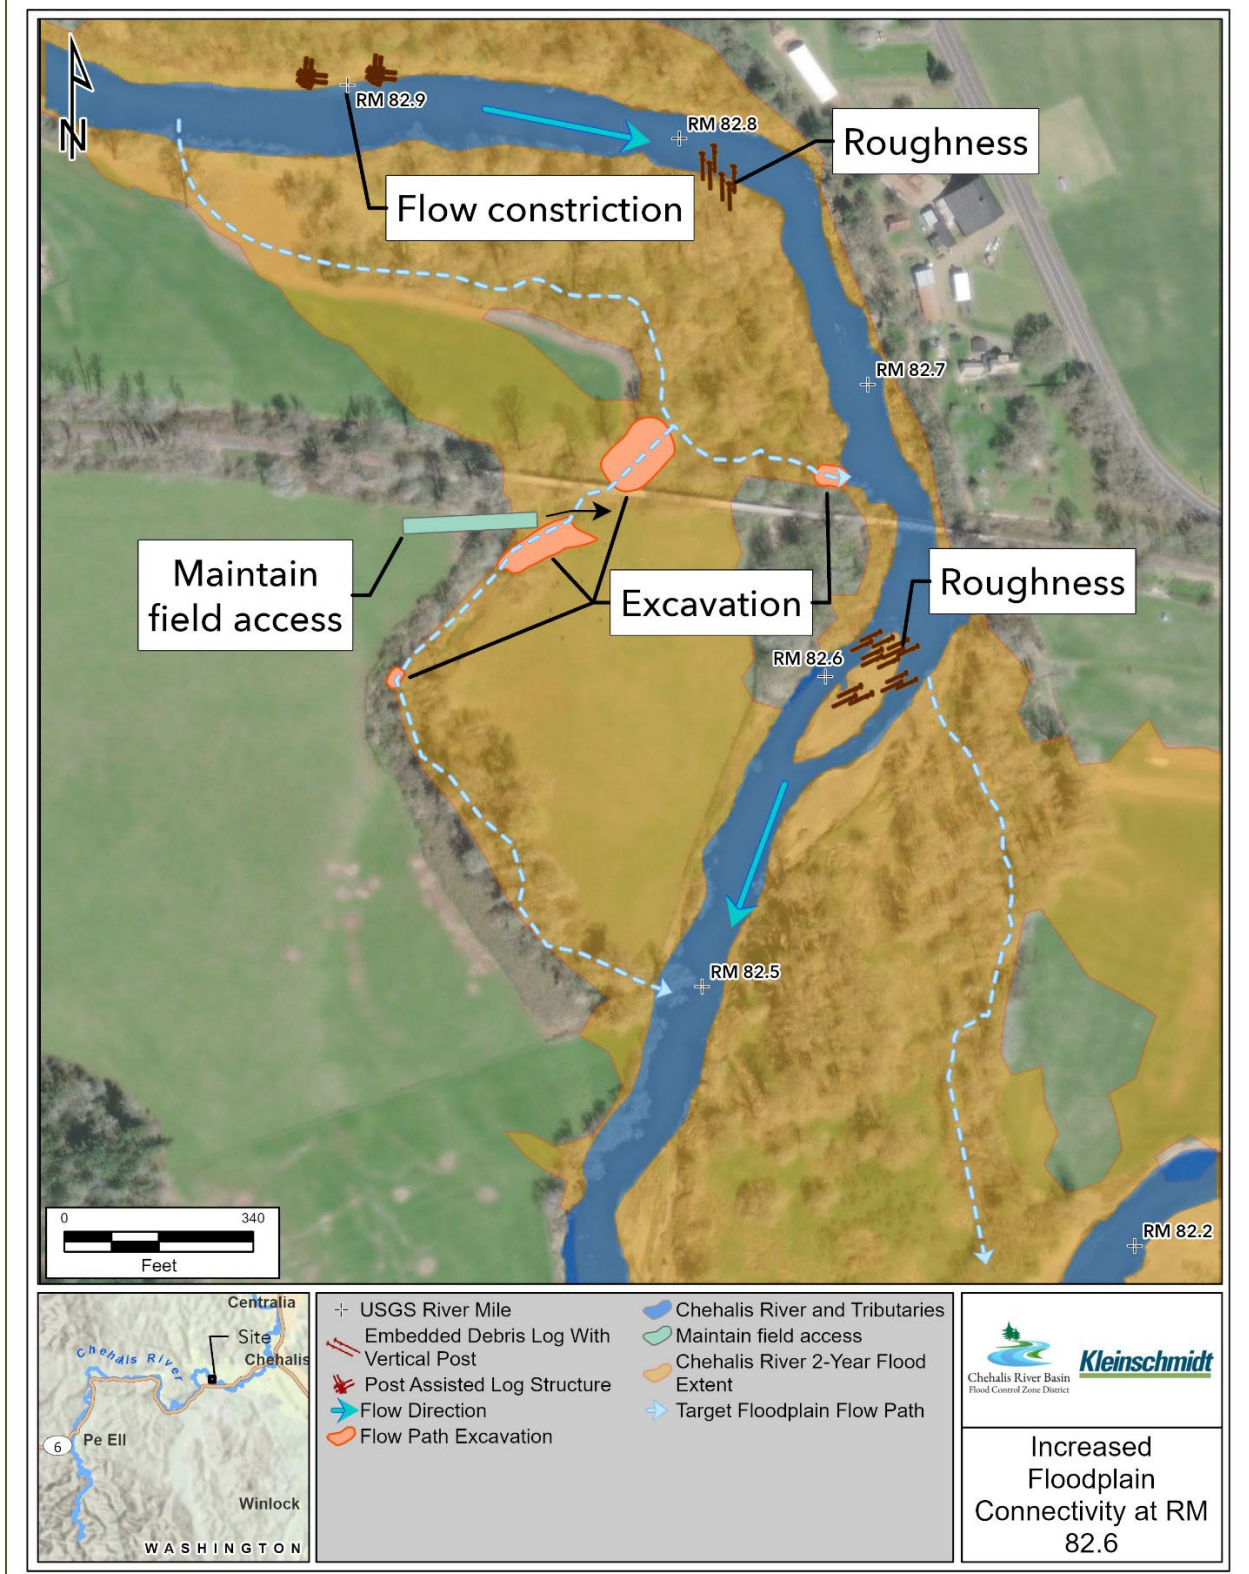 N
RM 82.9
RM 82.8
Roughness
Flow constriction
RM 82.7
Maintain
field access
Excavation
Roughness
RM 82.6
RM 82.5
RM 82.2
0 340
Feet
Centralia
Site
Chehalis River
Chehalis
6
Pe Ell
Winlock
WASHINGTON
USGS River Mile
Embedded Debris Log With
Vertical Post
Post Assisted Log Structure
Flow Direction
Flow Path Excavation
Chehalis River and Tributaries
Maintain field access
Chehalis River 2-Year Flood
Extent
Target Floodplain Flow Path
Chehalis River Basin
Flood Control Zone District
Kleinschmidt
Increased
Floodplain
Connectivity at RM
82.6